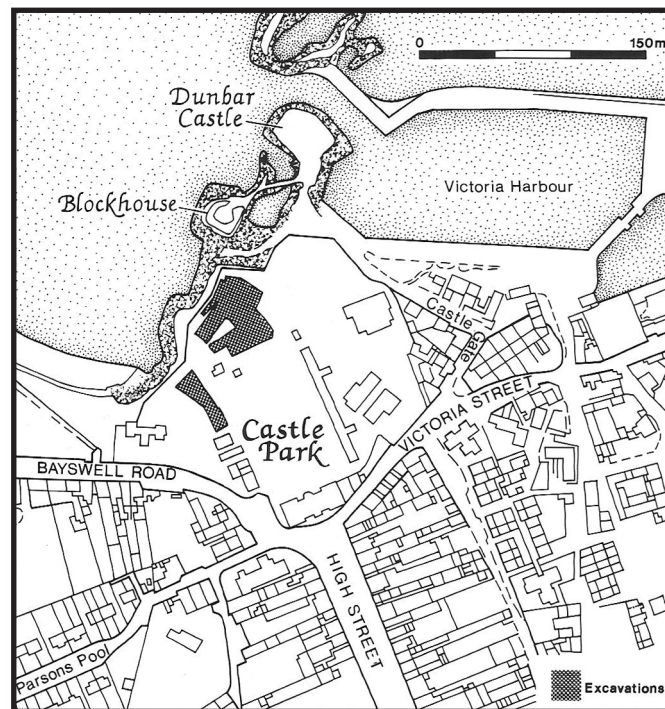 0 150m
Dunbar
Castle
Blockhouse
Victoria Harbour
Castle
Gate
VICTORIA STREET
Castle
Park
BAYSWELL ROAD
HIGH STREET
Parsons Pool
Excavations